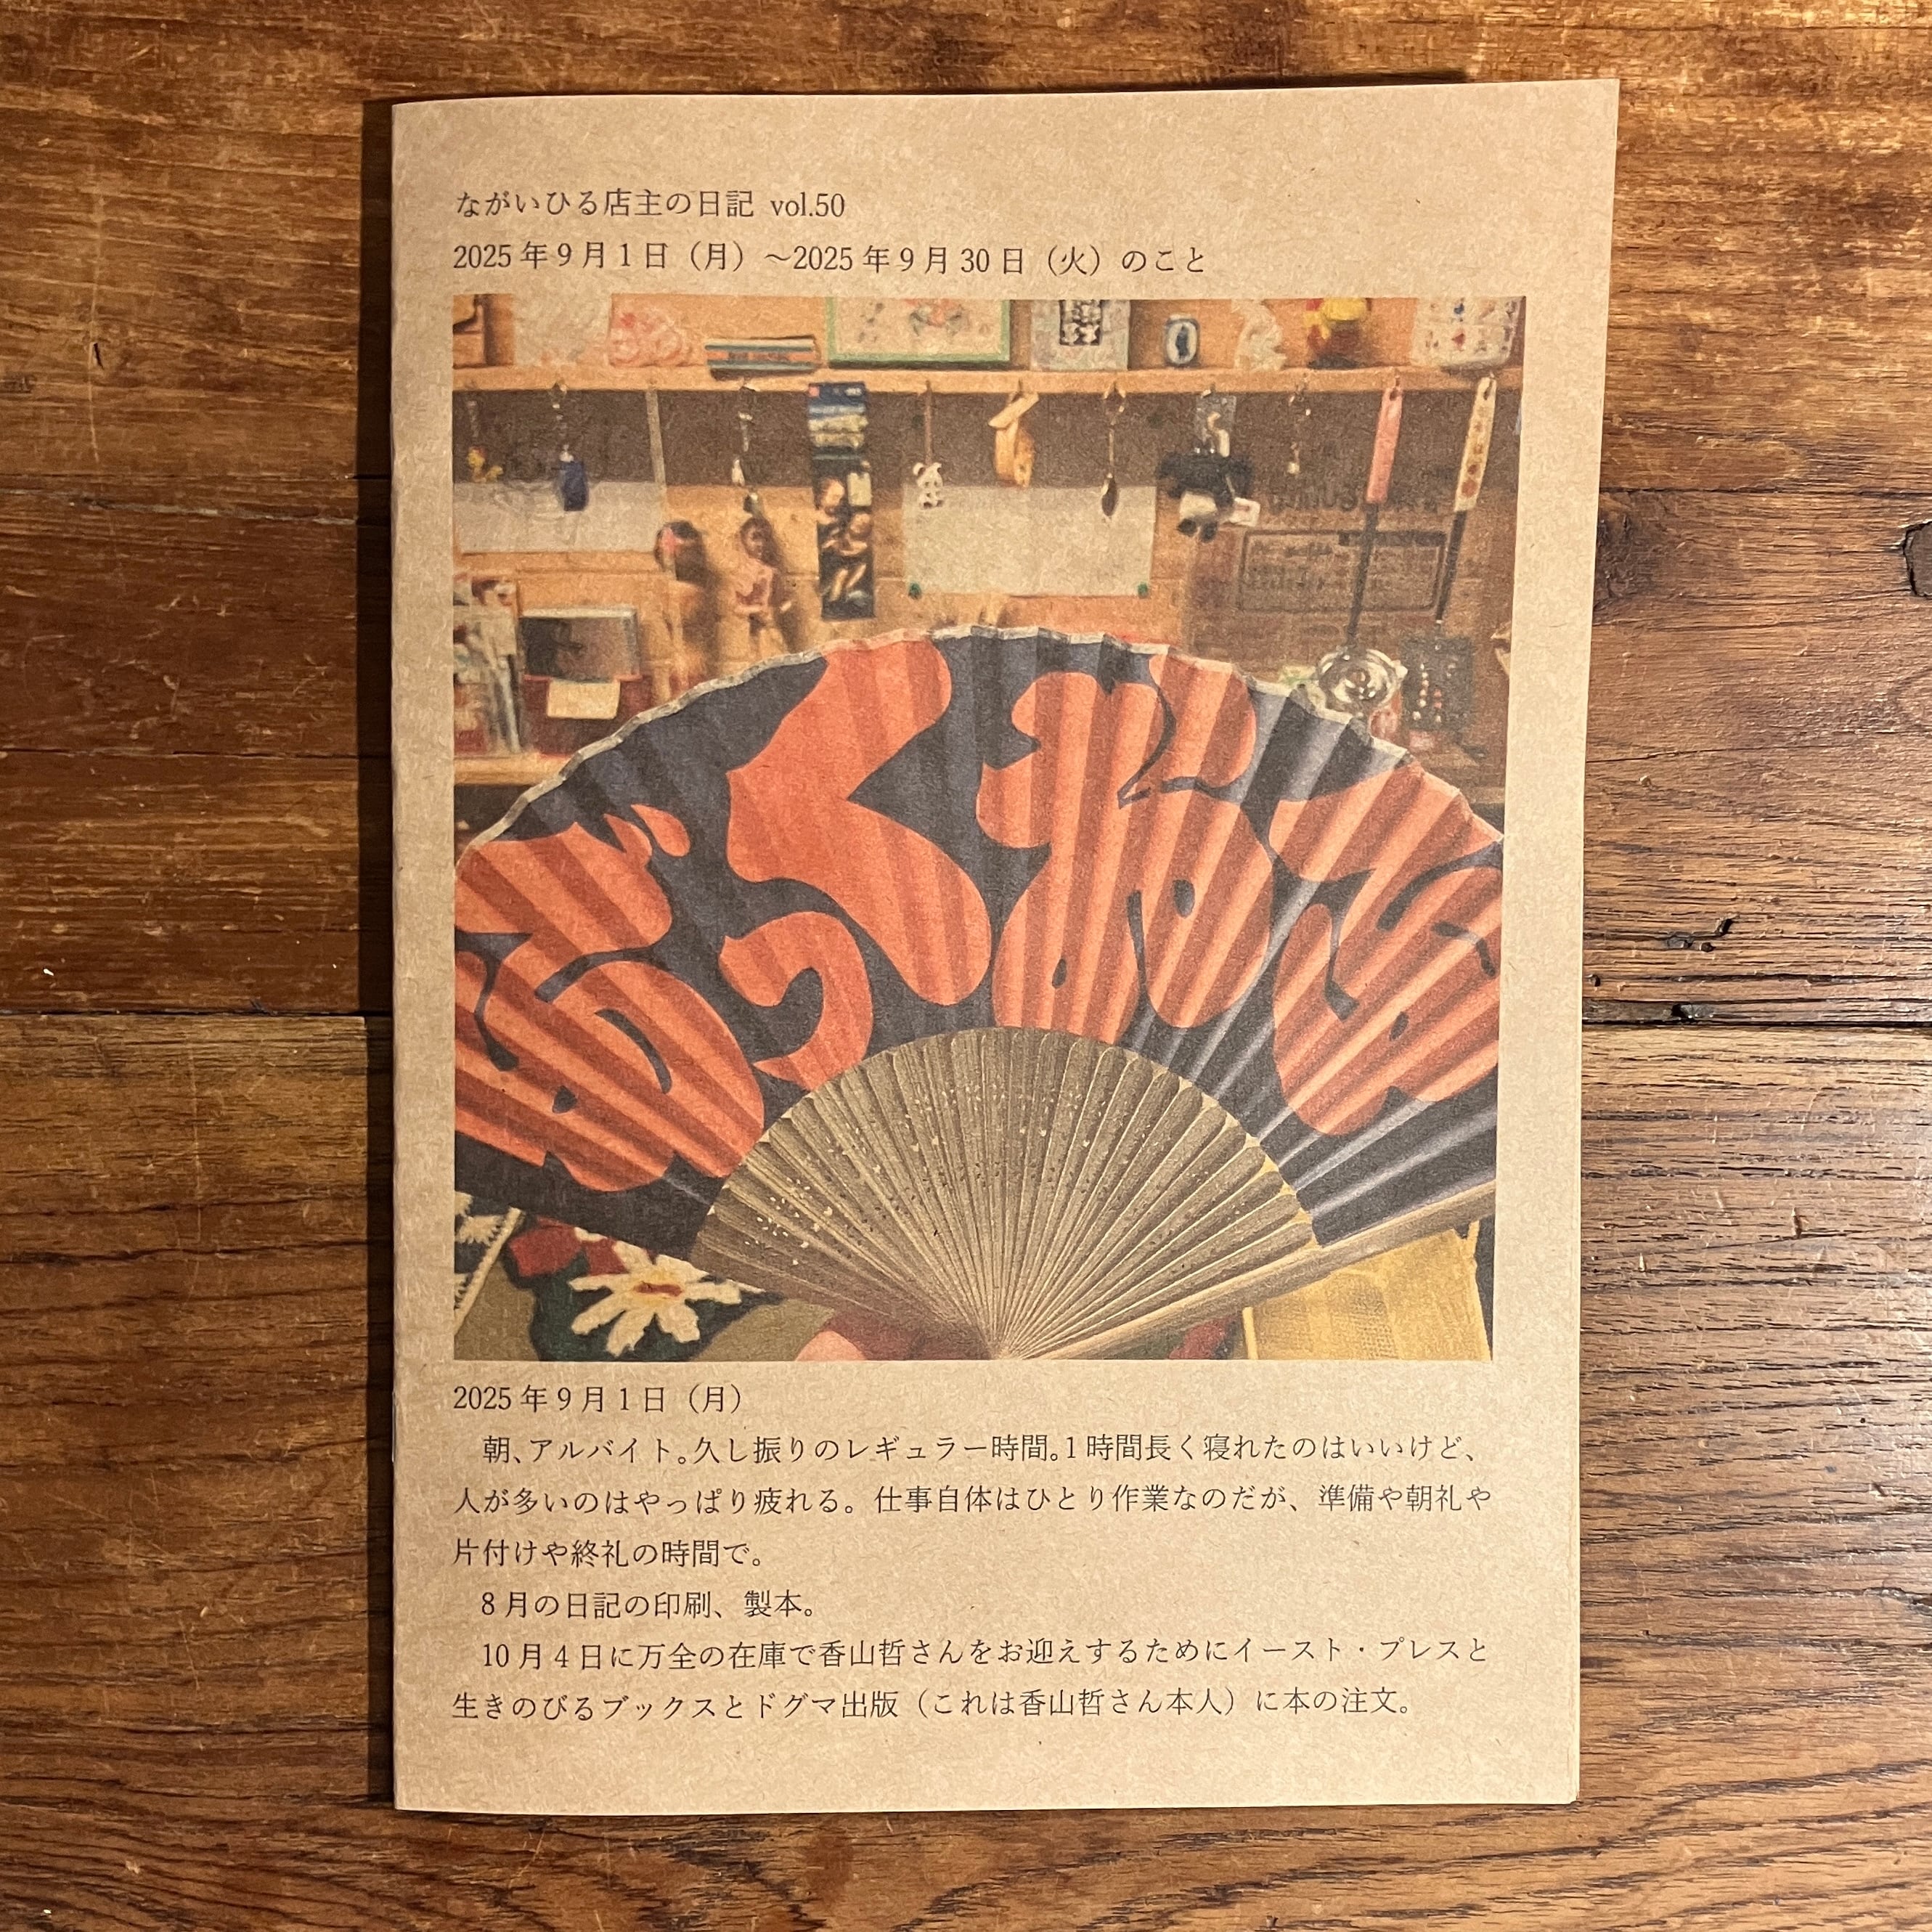 ながいひる店主の日記 vol.50
2025年9月1日（月）～2025年9月30日（火）のこと
2025年9月1日（月）
朝、アルバイト。久し振りのレギュラー時間。1時間長く寝れたのはいいけど、
人が多いのはやっぱり疲れる。仕事自体はひとり作業なのだが、準備や朝礼や
片付けや終礼の時間で。
8月の日記の印刷、製本。
10月4日に万全の在庫で香山哲さんをお迎えするためにイースト・プレスと
生きのびるブックスとドグマ出版（これは香山哲さん本人）に本の注文。